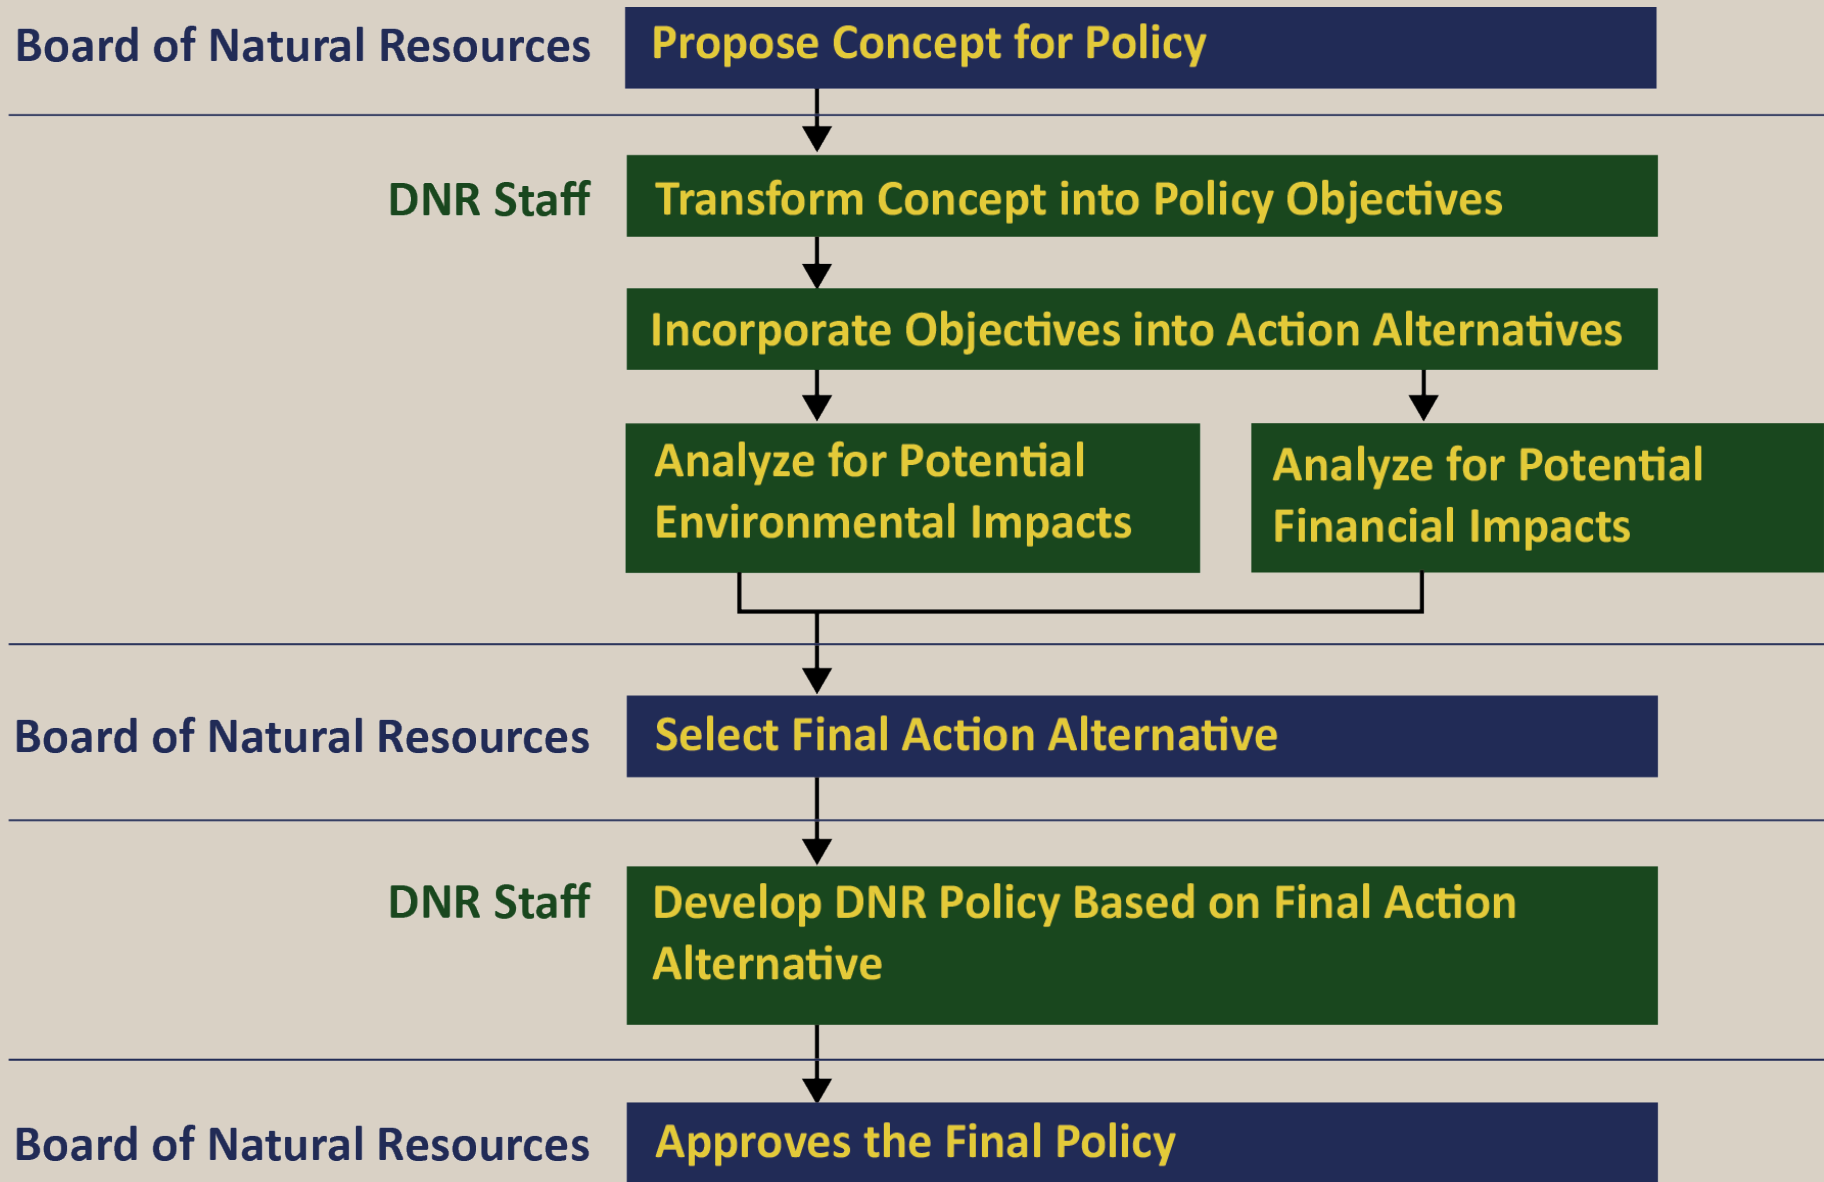 Board of Natural Resources
Propose Concept for Policy
DNR Staff
Transform Concept into Policy Objectives
Incorporate Objectives into Action Alternatives
Analyze for Potential
Environmental Impacts
Analyze for Potential
Financial Impacts
Board of Natural Resources
Select Final Action Alternative
DNR Staff
Develop DNR Policy Based on Final Action
Alternative
Board of Natural Resources
Approves the Final Policy